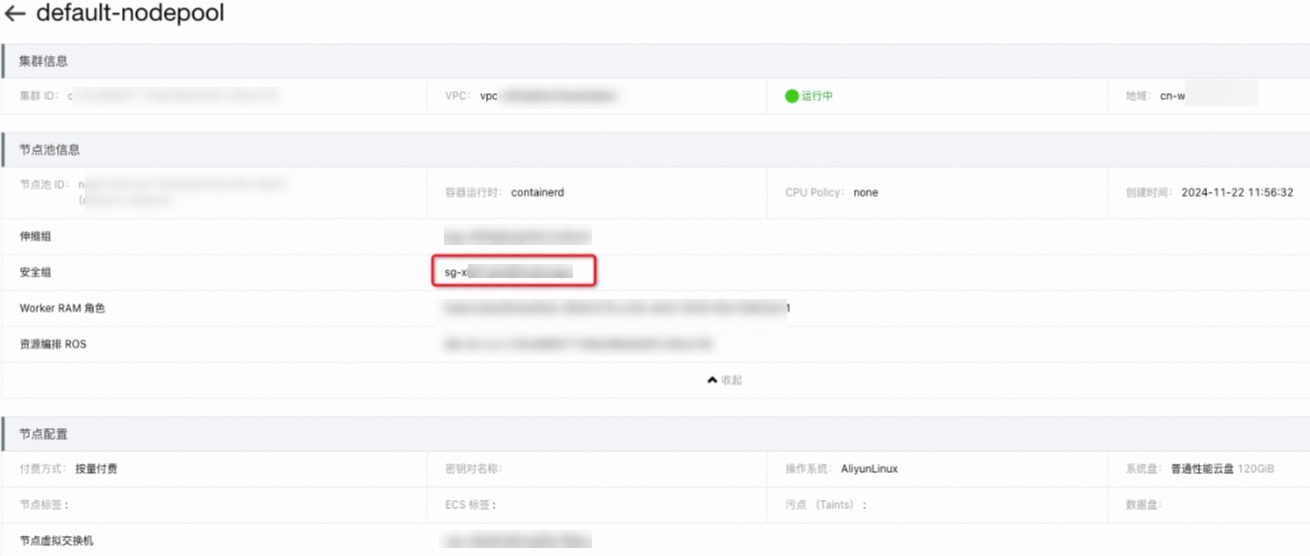 default-nodepool
集群信息
集群 ID:
VPC: vpc
运行中
地域: cn-w
节点池信息
节点池 ID: n
容器运行时: containerd
CPU Policy: none
创建时间: 2024-11-22 11:56:32
伸缩组
安全组
sg-x
Worker RAM 角色
资源编排 ROS
收起
节点配置
付费方式: 按量付费
密钥对名称:
操作系统: AliyunLinux
系统盘: 普通性能云盘 120GiB
节点标签 :
ECS 标签 :
污点 （Taints） :
数据盘:
节点虚拟交换机